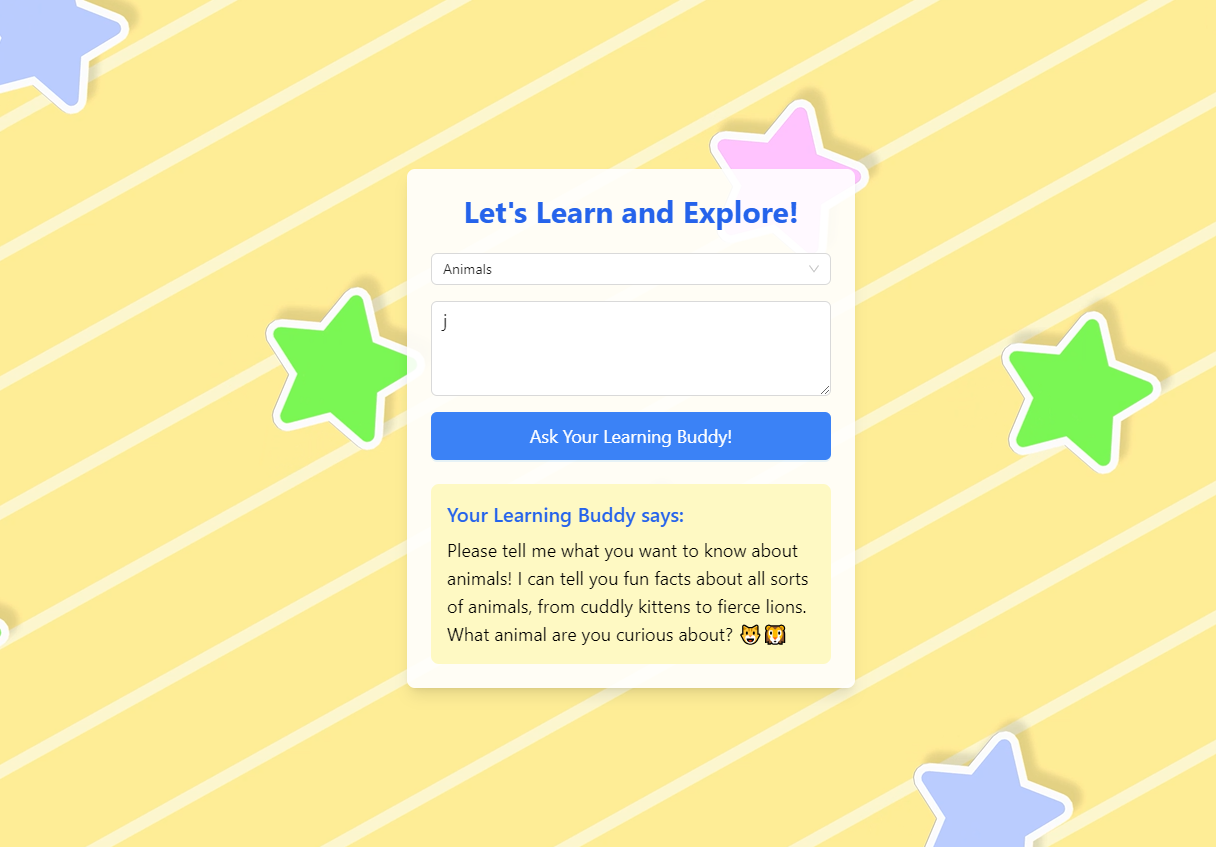 Let's Learn and Explore!
Animals
j
Ask Your Learning Buddy!
Your Learning Buddy says:
Please tell me what you want to know about
animals! I can tell you fun facts about all sorts
of animals, from cuddly kittens to fierce lions.
What animal are you curious about? 😺🦁